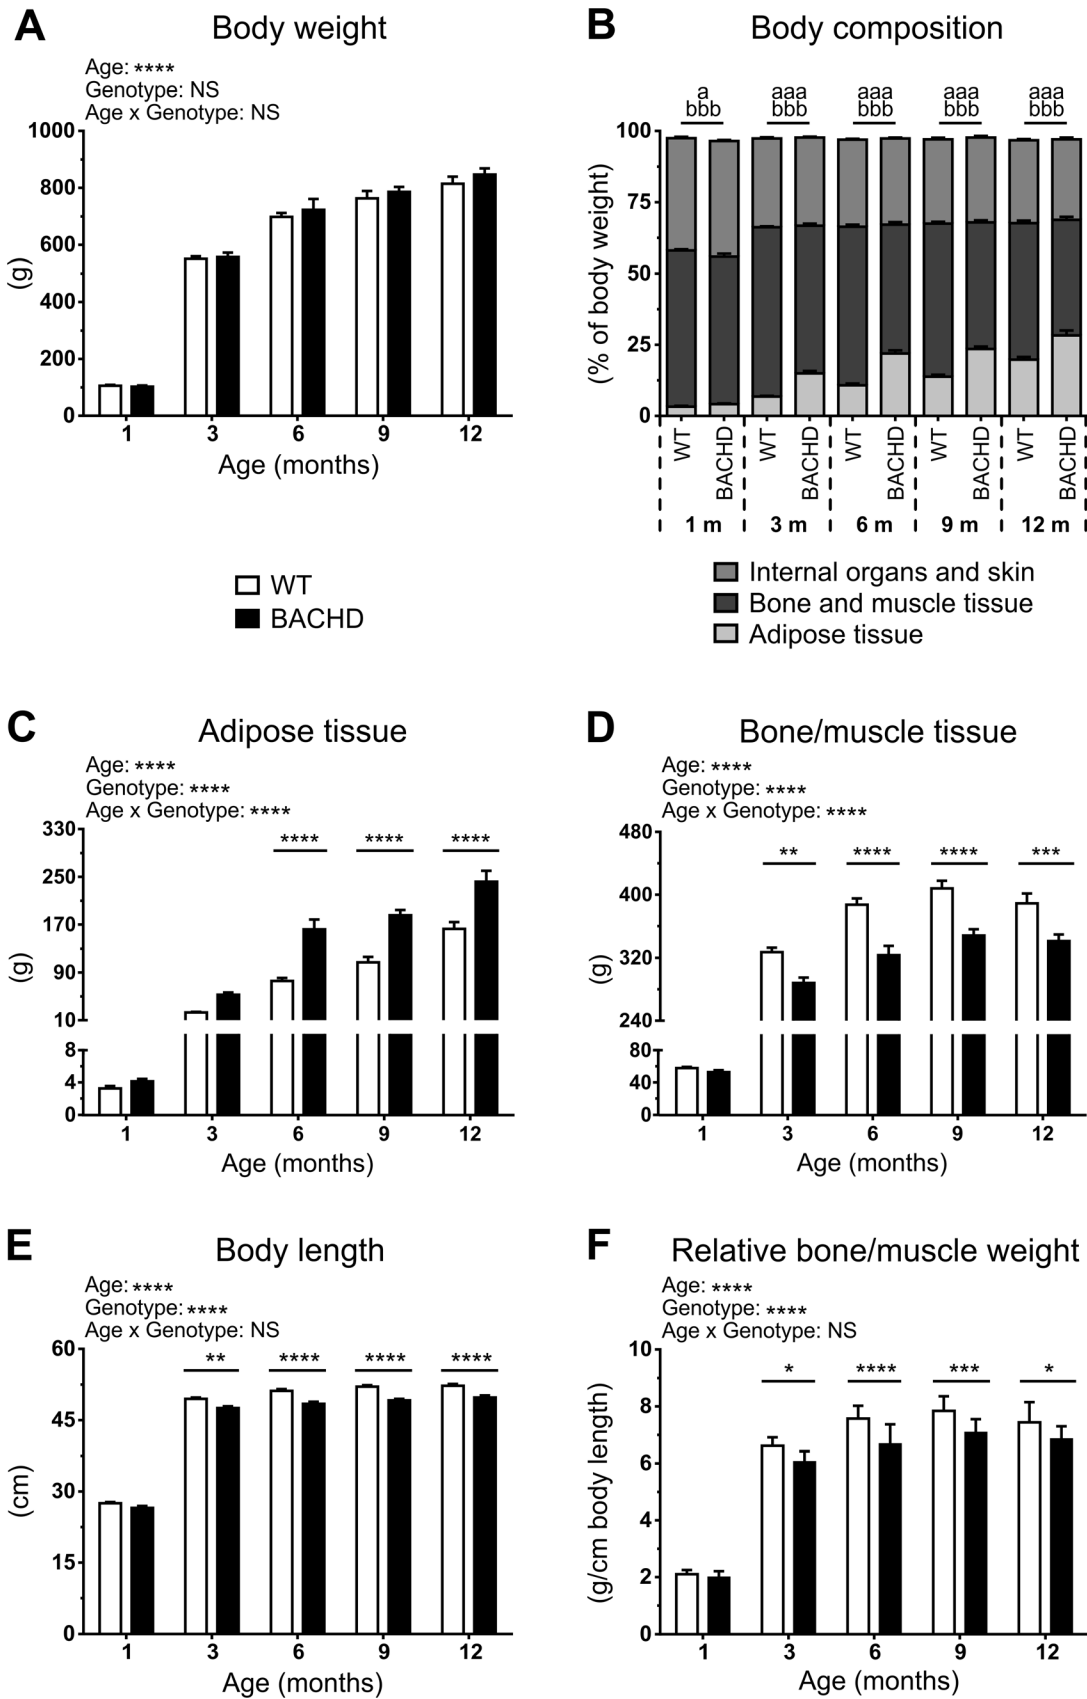 A
Body weight
Age: ****
Genotype: NS
Age x Genotype: NS
1000
800
600
400
200
0
(g)
1 3 6 9 12
Age (months)
WT
BACHD
B
Body composition
a aaa aaa aaa aaa
bbb bbb bbb bbb bbb
100
75
50
25
0
(% of body weight)
WT BACHD WT BACHD WT BACHD WT BACHD WT BACHD
1 m 3 m 6 m 9 m 12 m
Internal organs and skin
Bone and muscle tissue
Adipose tissue
C
Adipose tissue
Age: ****
Genotype: ****
Age x Genotype: ****
**** **** ****
330
250
170
90
10
8
4
0
(g)
1 3 6 9 12
Age (months)
D
Bone/muscle tissue
Age: ****
Genotype: ****
Age x Genotype: ****
** **** **** ***
480
400
320
240
80
40
0
(g)
1 3 6 9 12
Age (months)
E
Body length
Age: ****
Genotype: ****
Age x Genotype: NS
** **** **** ****
60
45
30
15
0
(cm)
1 3 6 9 12
Age (months)
F
Relative bone/muscle weight
Age: ****
Genotype: ****
Age x Genotype: NS
* **** *** *
10
8
6
4
2
0
(g/cm body length)
1 3 6 9 12
Age (months)